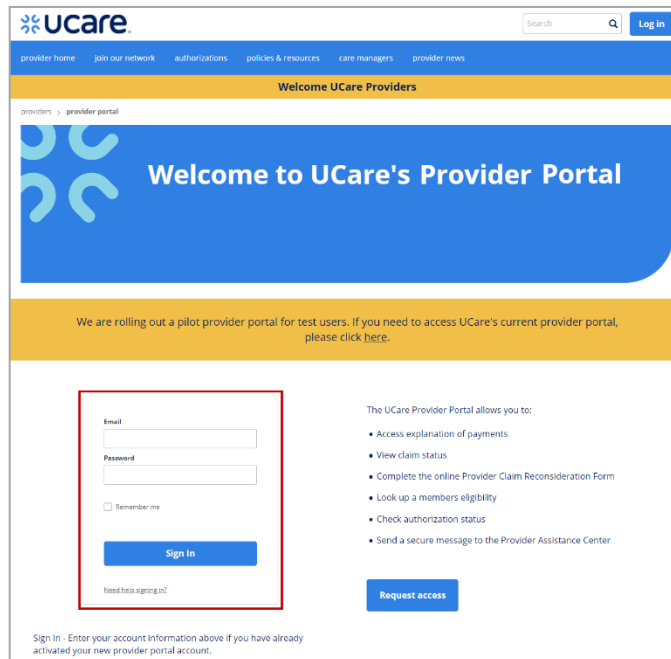 ucare.
Search
Log in
provider home join our network authorizations policies & resources care managers provider news
Welcome UCare Providers
providers > provider portal
Welcome to UCare's Provider Portal
We are rolling out a pilot provider portal for test users. If you need to access UCare's current provider portal,
please click here.
Email
Password
Remember me
Sign In
Need help signing in?
Sign In - Enter your account information above if you have already
activated your new provider portal account.
The UCare Provider Portal allows you to:
• Access explanation of payments
• View claim status
• Complete the online Provider Claim Reconsideration Form
• Look up a members eligibility
• Check authorization status
• Send a secure message to the Provider Assistance Center
Request access